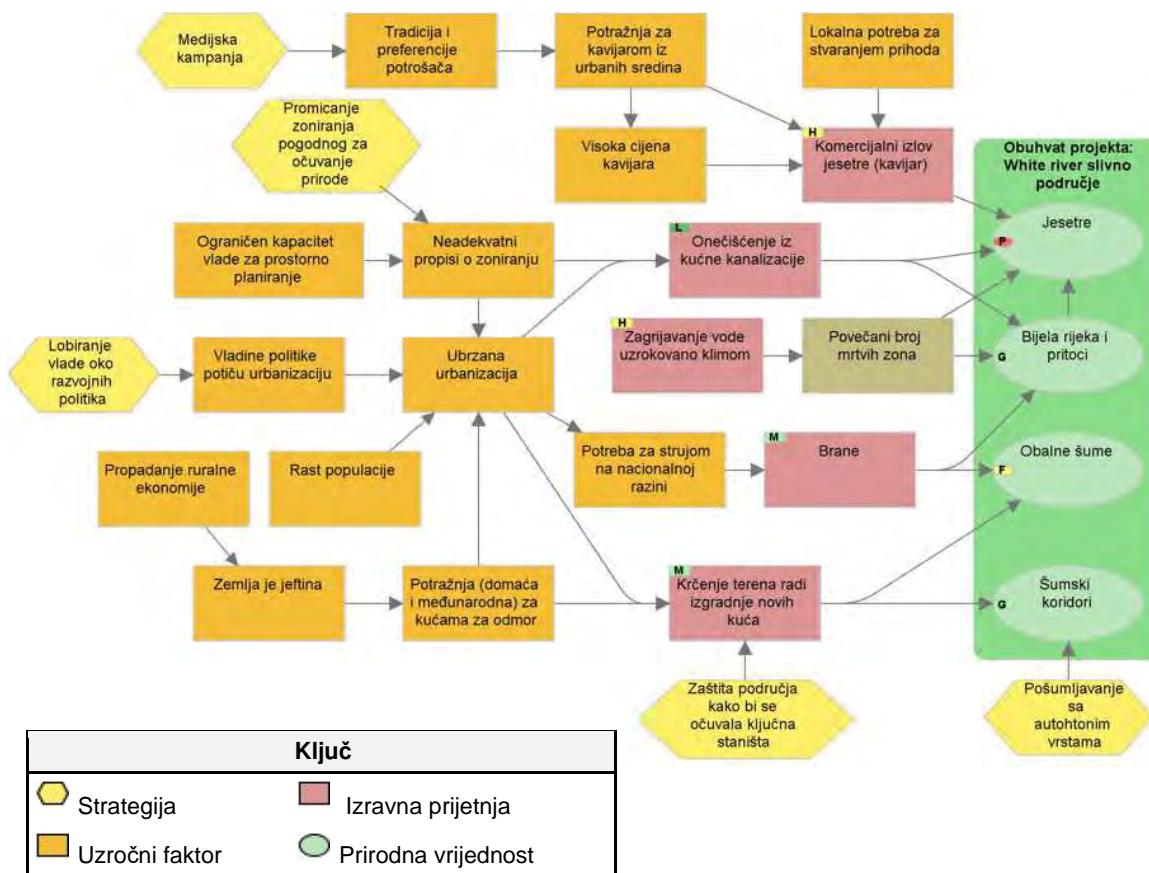 Medijska
kampanja
Tradicija i
preferencije
potrošača
Potražnja za
kavijarom iz
urbanih sredina
Lokalna potreba za
stvaranjem prihoda
Promicanje
zoniranja
pogodnog za
očuvanje
prirode
Visoka cijena
kavijara
H
Komercijalni izlov
jesetre (kavijar)
Obuhvat projekta:
White river slivno
područje
Jesetre
P
Ograničen kapacitet
vlade za prostorno
planiranje
Neadekvatni
propisi o zoniranju
L
Onečišćenje iz
kućne kanalizacije
Lobiranje
vlade oko
razvojnih
politika
Vladine politike
potiču urbanizaciju
Ubrzana
urbanizacija
H
Zagrijavanje vode
uzrokovano klimom
Povečani broj
mrtvih zona
Bijela rijeka i
pritoci
G
Propadanje ruralne
ekonomije
Rast populacije
Potreba za strujom
na nacionalnoj
razini
M
Brane
Obalne šume
F
Zemlja je jeftina
Potražnja (domaća
i međunarodna) za
kućama za odmor
M
Krčenje terena radi
izgradnje novih
kuća
Šumski
koridori
G
Zaštita područja
kako bi se
očuvala ključna
staništa
Pošumljavanje
sa
autohtonim
vrstama
Ključ
Strategija
Izravna prijetnja
Uzročni faktor
Prirodna vrijednost